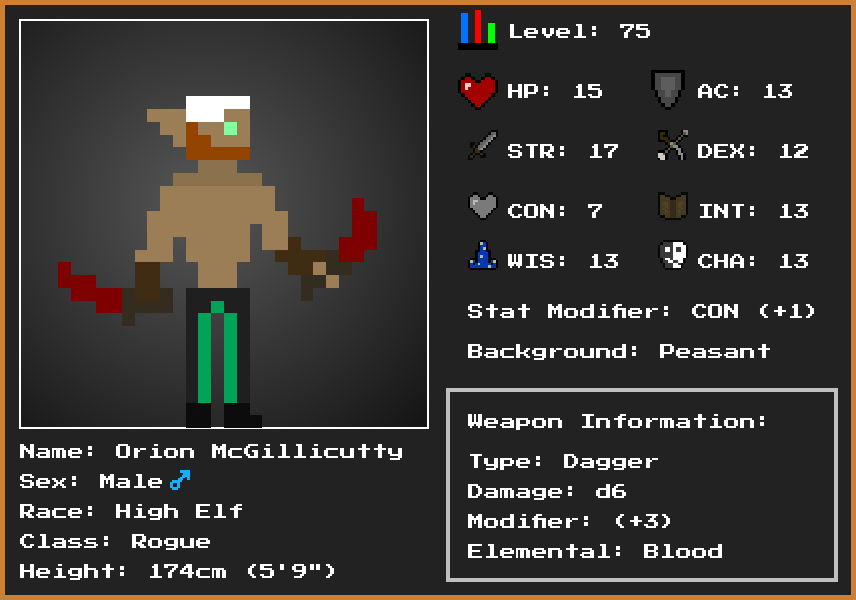 Level: 75
HP: 15
AC: 13
STR: 17
DEX: 12
CON: 7
INT: 13
WIS: 13
CHA: 13
Stat Modifier: CON (+1)
Background: Peasant
Weapon Information:
Type: Dagger
Damage: d6
Modifier: (+3)
Elemental: Blood
Name: Orion McGillicutty
Sex: Male♂
Race: High Elf
Class: Rogue
Height: 174cm (5'9")